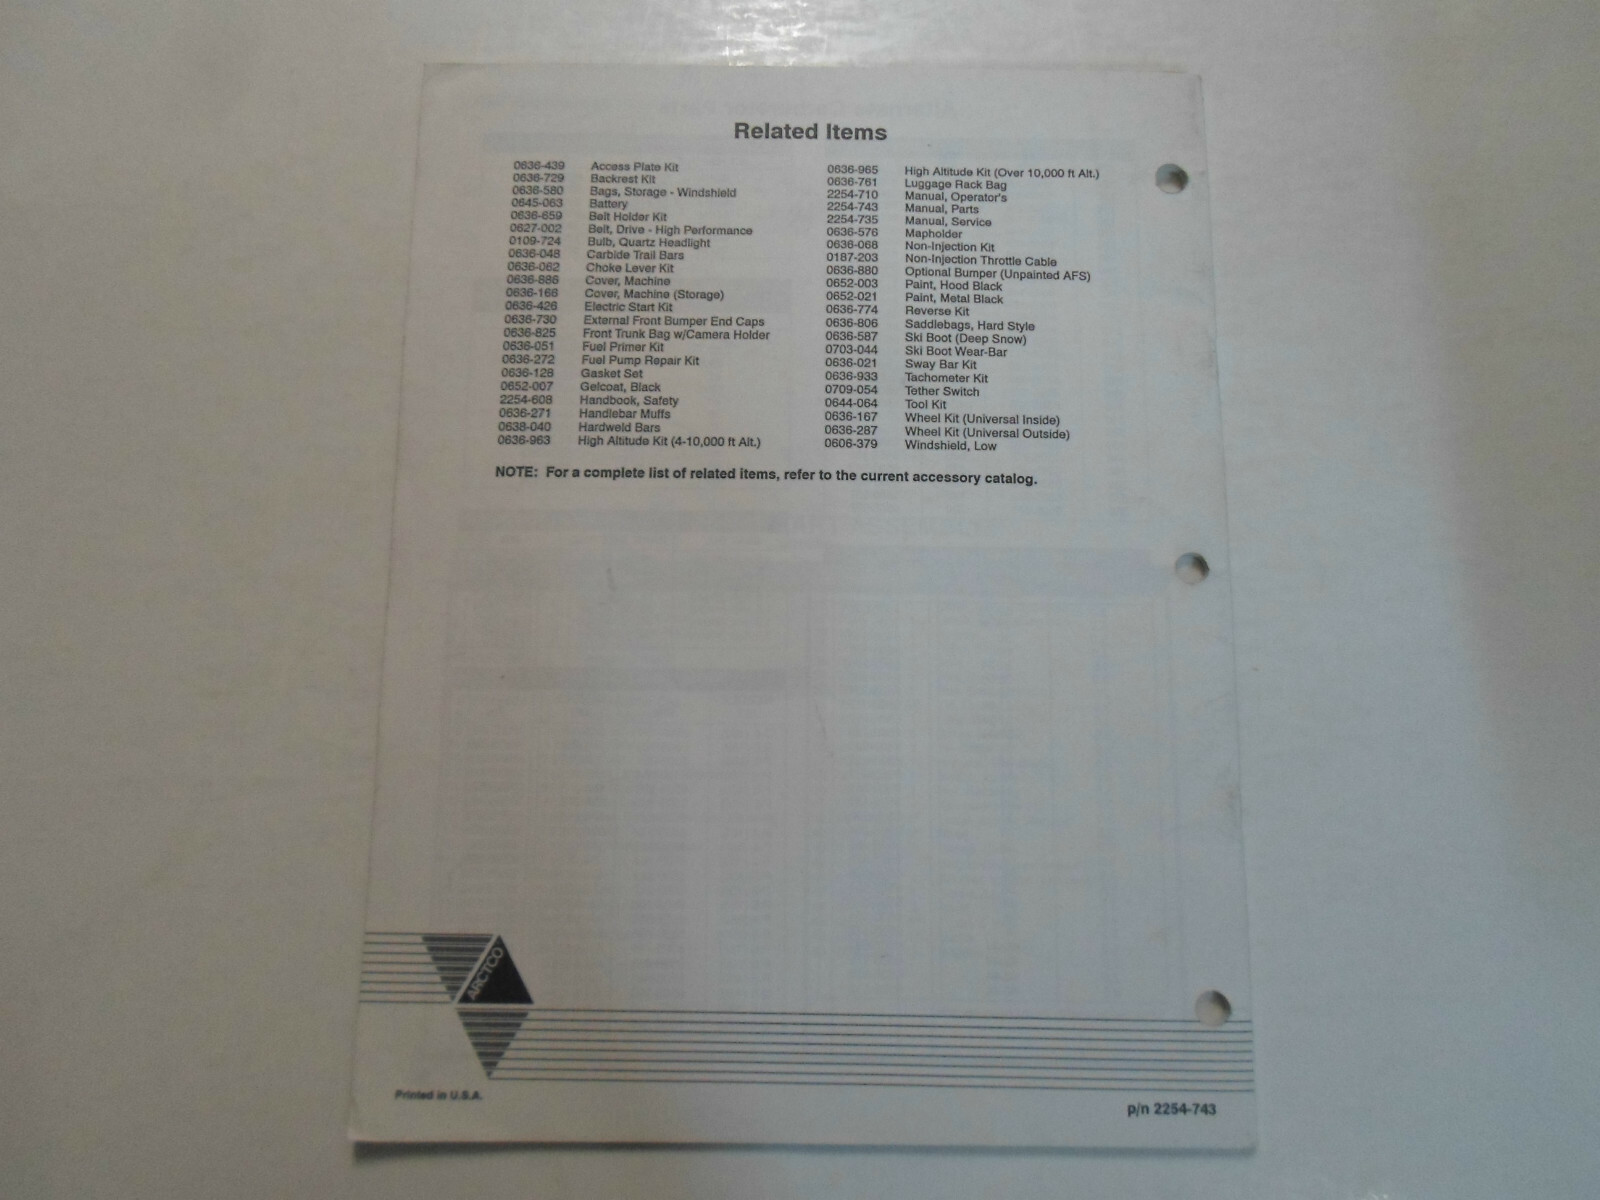 Related Items
0636-439 Access Plate Kit
0636-729 Backrest Kit
0636-580 Bags, Storage - Windshield
0645-063 Battery
0636-659 Belt Holder Kit
0627-002 Belt, Drive - High Performance
0109-724 Bulb, Quartz Headlight
0636-048 Carbide Trail Bars
0636-062 Choke Lever Kit
0636-886 Cover, Machine
0636-166 Cover, Machine (Storage)
0636-426 Electric Start Kit
0636-730 External Front Bumper End Caps
0636-825 Front Trunk Bag w/Camera Holder
0636-051 Fuel Primer Kit
0636-272 Fuel Pump Repair Kit
0636-128 Gasket Set
0652-007 Gelcoat, Black
2254-608 Handbook, Safety
0636-271 Handlebar Muffs
0638-040 Hardweld Bars
0636-963 High Altitude Kit (4-10,000 ft Alt.)
0636-965 High Altitude Kit (Over 10,000 ft Alt.)
0636-761 Luggage Rack Bag
2254-710 Manual, Operator's
2254-743 Manual, Parts
2254-735 Manual, Service
0636-576 Mapholder
0636-068 Non-Injection Kit
0187-203 Non-Injection Throttle Cable
0636-880 Optional Bumper (Unpainted AFS)
0652-003 Paint, Hood Black
0652-021 Paint, Metal Black
0636-774 Reverse Kit
0636-806 Saddlebags, Hard Style
0636-587 Ski Boot (Deep Snow)
0703-044 Ski Boot Wear-Bar
0636-021 Sway Bar Kit
0636-933 Tachometer Kit
0709-054 Tether Switch
0644-064 Tool Kit
0636-167 Wheel Kit (Universal Inside)
0636-287 Wheel Kit (Universal Outside)
0606-379 Windshield, Low
NOTE: For a complete list of related items, refer to the current accessory catalog.
ARCTCO
Printed in U.S.A.
p/n 2254-743